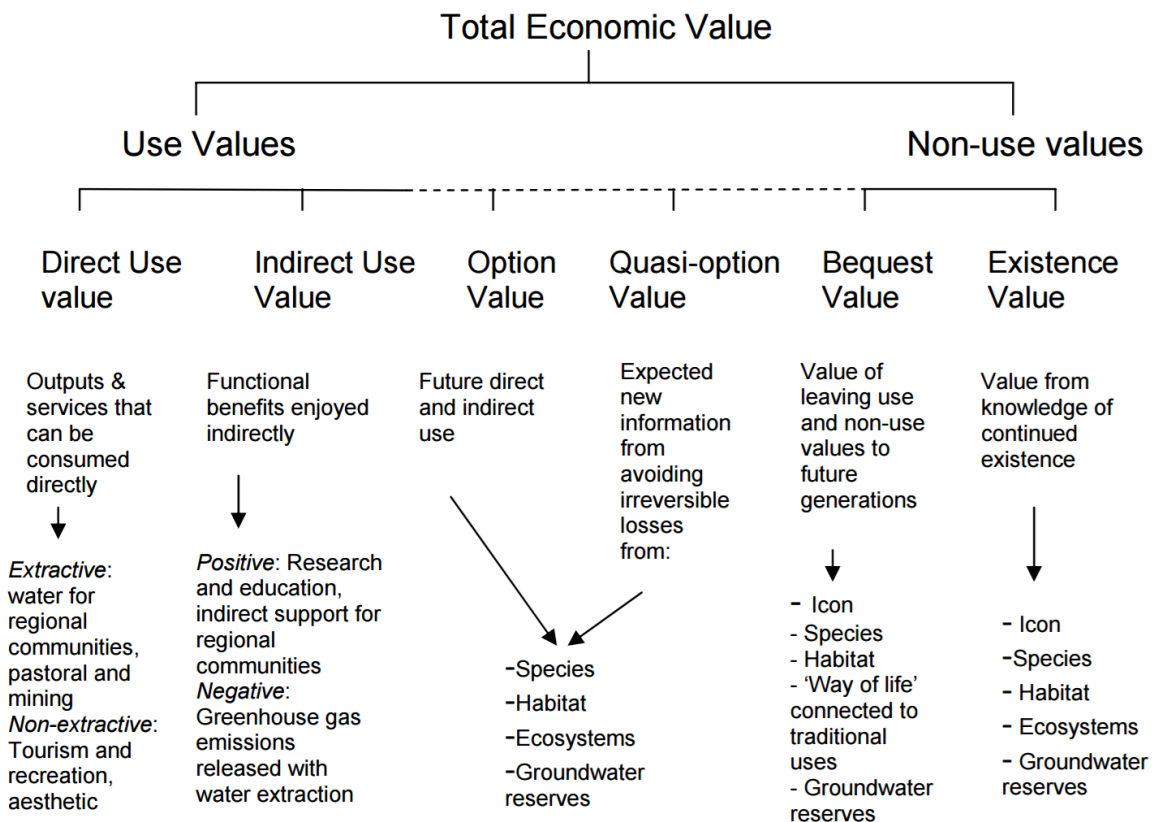 Total Economic Value
Use Values
Non-use values
Direct Use
value
Indirect Use
Value
Option
Value
Quasi-option
Value
Bequest
Value
Existence
Value
Outputs &
services that
can be
consumed
directly
Functional
benefits enjoyed
indirectly
Future direct
and indirect
use
Expected
new
information
from
avoiding
irreversible
losses
from:
Value of
leaving use
and non-use
values to
future
generations
Value from
knowledge of
continued
existence
Extractive:
water for
regional
communities,
pastoral and
mining
Non-extractive:
Tourism and
recreation,
aesthetic
Positive: Research
and education,
indirect support for
regional
communities
Negative:
Greenhouse gas
emissions
released with
water extraction
-Species
-Habitat
-Ecosystems
-Groundwater
reserves
- Icon
- Species
- Habitat
- ‘Way of life’
connected to
traditional
uses
- Groundwater
reserves
- Icon
-Species
- Habitat
- Ecosystems
- Groundwater
reserves